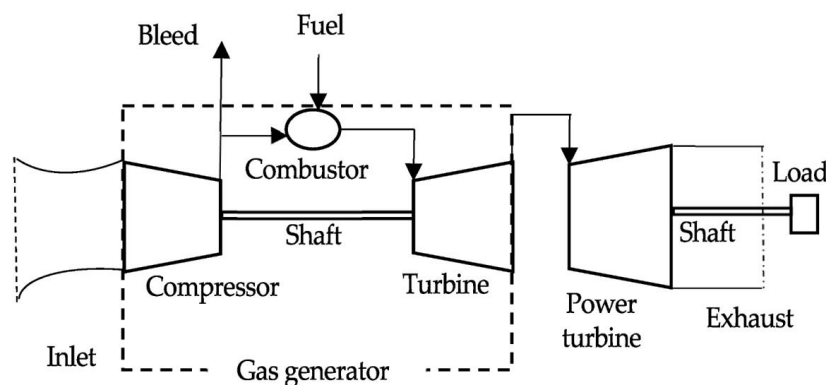 Bleed
Fuel
Combustor
Load
Shaft
Shaft
Compressor
Turbine
Power
turbine
Exhaust
Inlet
Gas generator